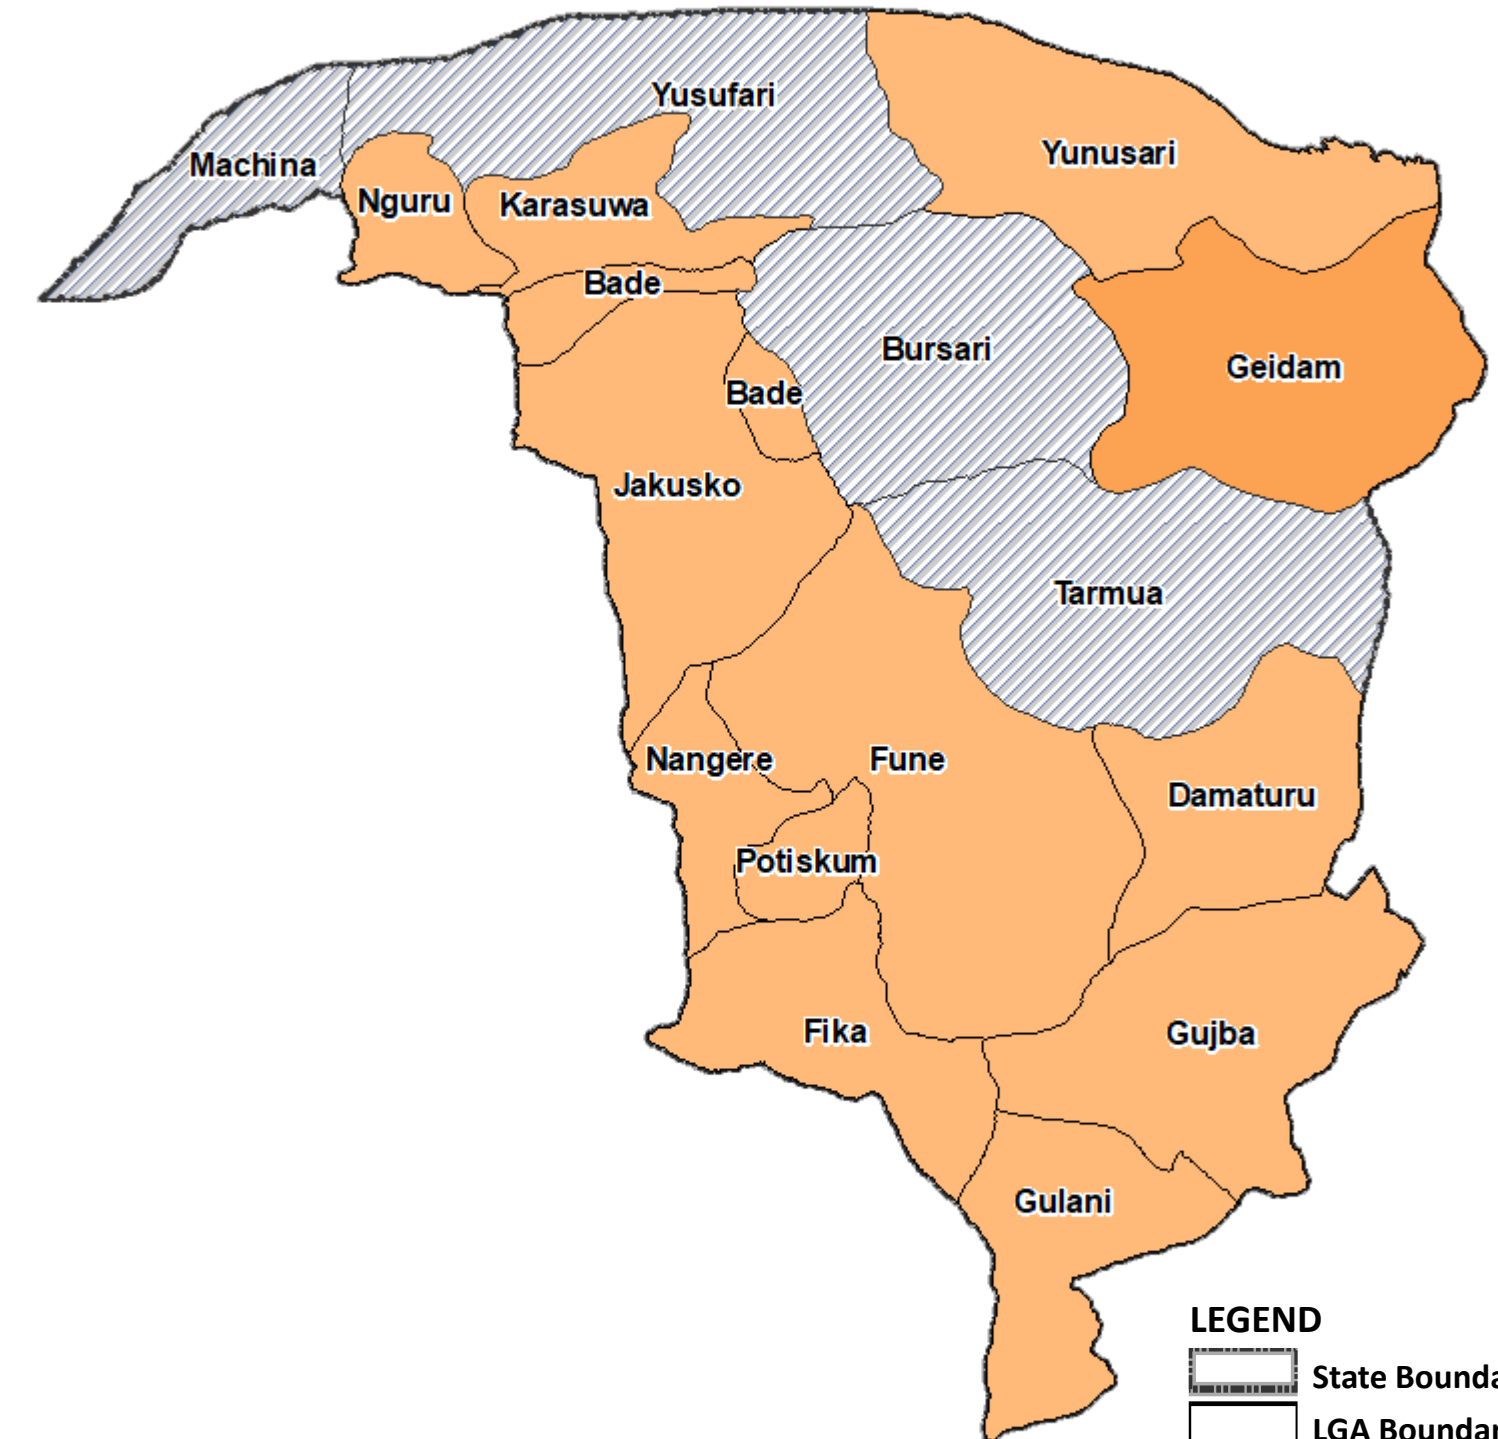 Yusufari
Yunusari
Machina
Nguru
Karasuwa
Bade
Bursari
Geidam
Bade
Jakusko
Tarmua
Nangere
Fune
Damaturu
Potiskum
Fika
Gujba
Gulani
LEGEND
State Bounda
LGA Boundar